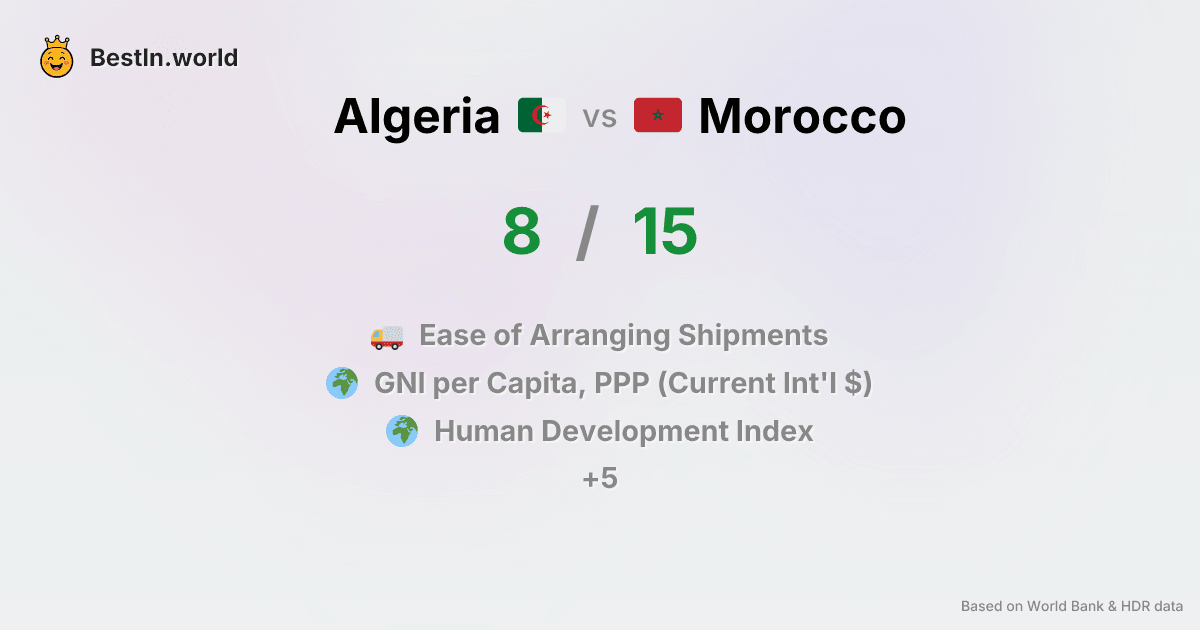 BestIn.world
Algeria vs Morocco
8 / 15
Ease of Arranging Shipments
GNI per Capita, PPP (Current Int'l $)
Human Development Index
+5
Based on World Bank & HDR data